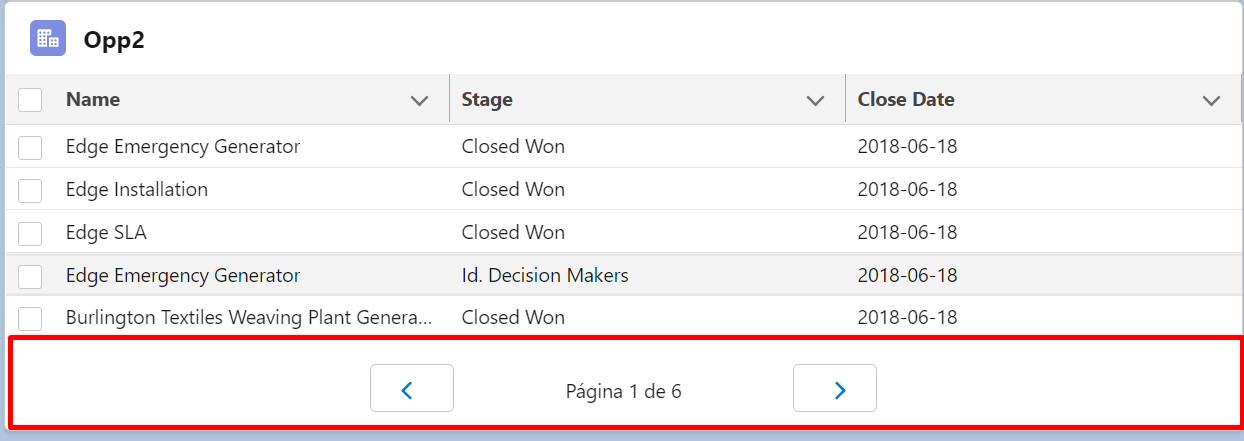 Opp2
Name Stage Close Date
Edge Emergency Generator Closed Won 2018-06-18
Edge Installation Closed Won 2018-06-18
Edge SLA Closed Won 2018-06-18
Edge Emergency Generator Id. Decision Makers 2018-06-18
Burlington Textiles Weaving Plant Genera... Closed Won 2018-06-18
Página 1 de 6